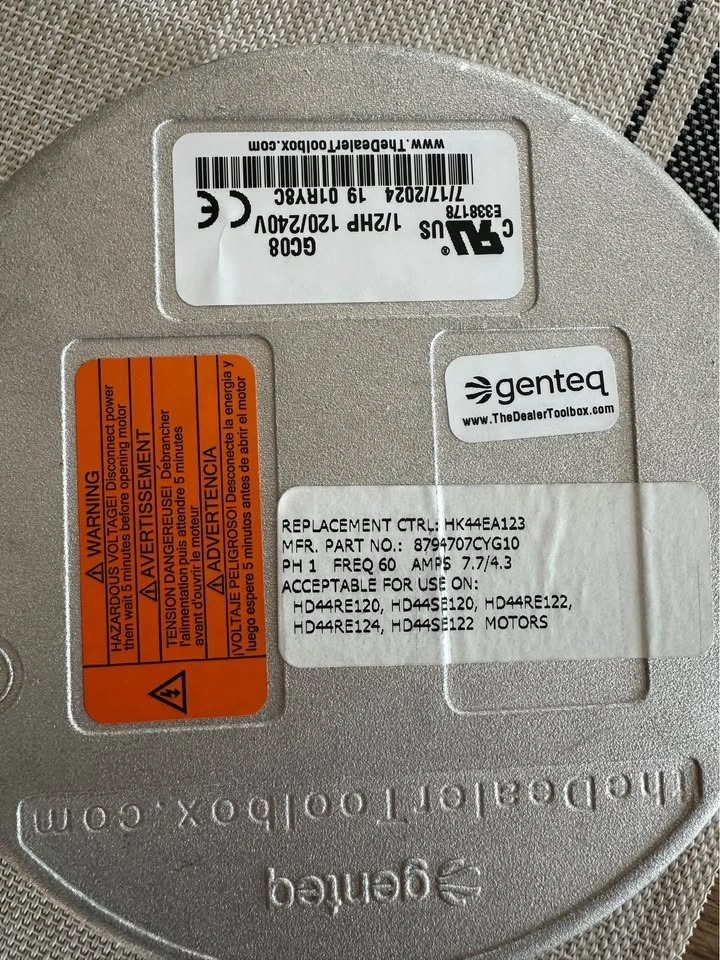 www.TheDealerToolbox.com
7/17/2024 19 01RY8C
E338178
1/2HP 120/240V
GC08
C RU US ®
CE
genteq
www.TheDealerToolbox.com
WARNING
HAZARDOUS VOLTAGE! Disconnect power
then wait 5 minutes before opening motor
AVERTISSEMENT
TENSION DANGEREUSE! Débrancher
l'alimentation puis attendre 5 minutes
avant d'ouvrir le moteur
ADVERTENCIA
¡VOLTAJE PELIGROSO! Desconecte la energía y
luego espere 5 minutos antes de abrir el motor
REPLACEMENT CTRL: HK44EA123
MFR. PART NO.: 8794707CYG10
PH 1 FREQ 60 AMPS 7.7/4.3
ACCEPTABLE FOR USE ON:
HD44RE120, HD44SE120, HD44RE122,
HD44RE124, HD44SE122 MOTORS
TheDealerToolbox.com
genteq